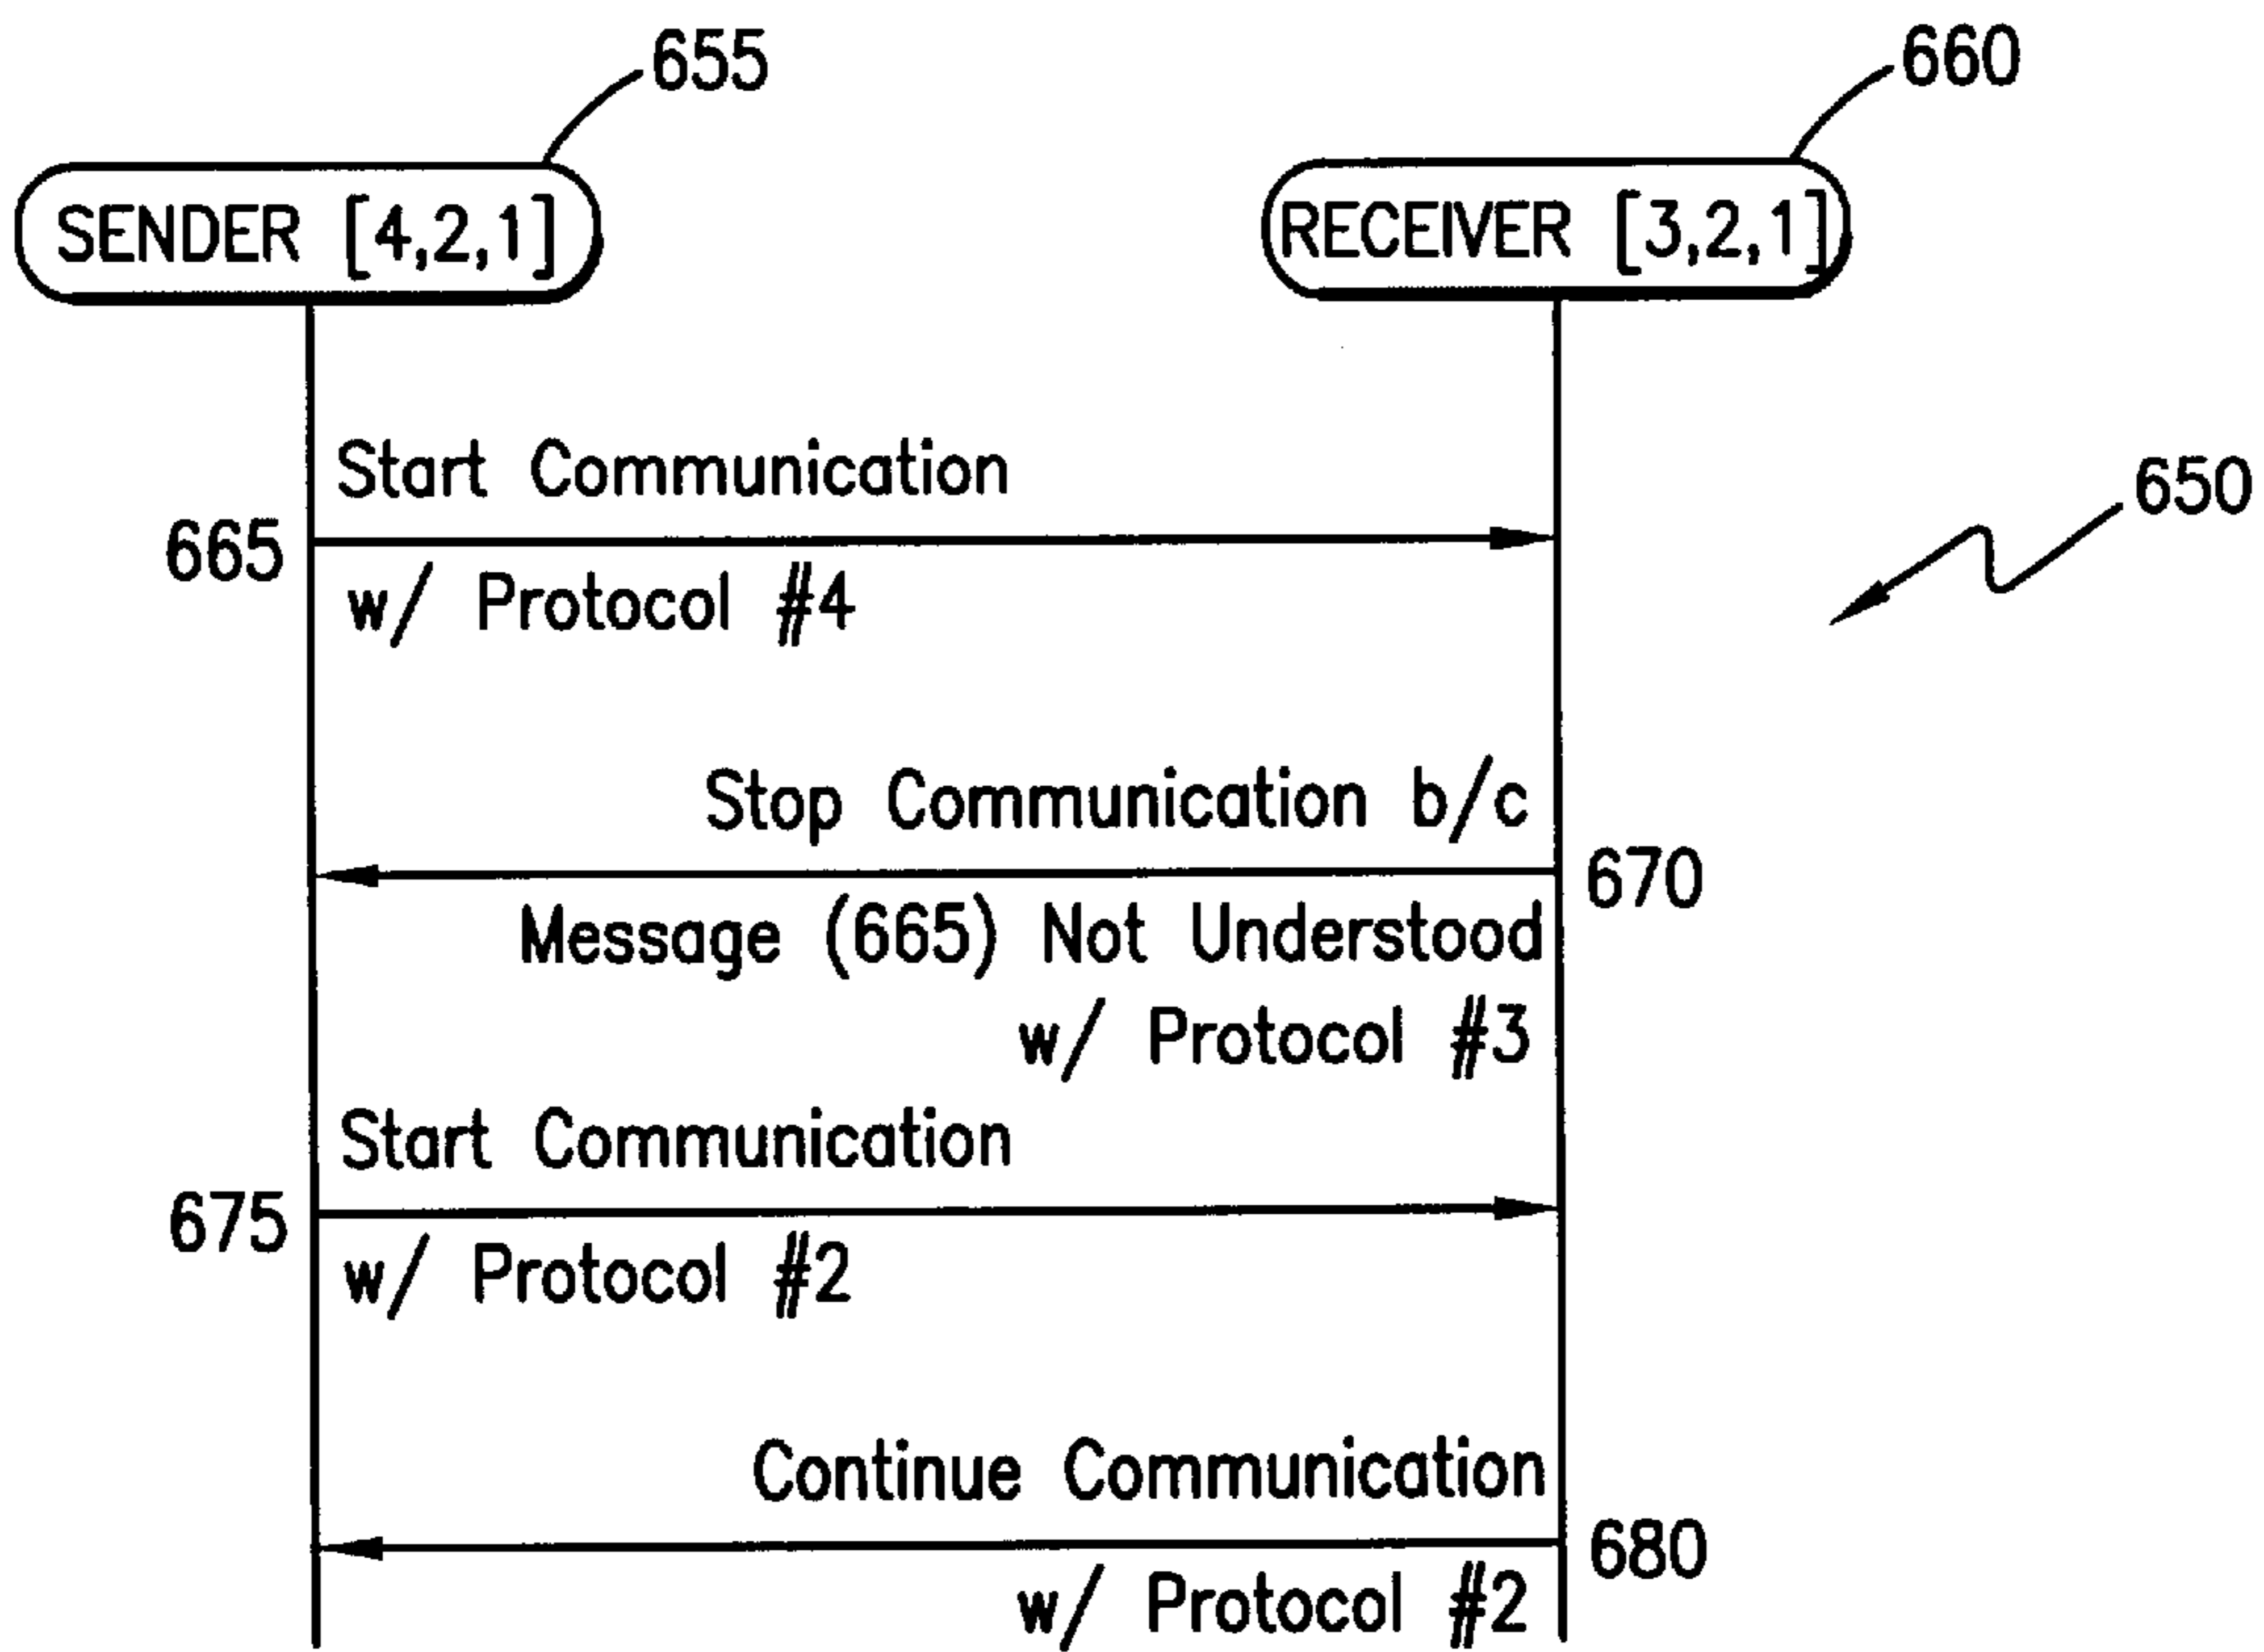 655
660
SENDER [4,2,1]
RECEIVER [3,2,1]
Start Communication
650
665
w/ Protocol #4
Stop Communication b/c
670
Message (665) Not Understood
w/ Protocol #3
Start Communication
675
w/ Protocol #2
Continue Communication
680
w/ Protocol #2